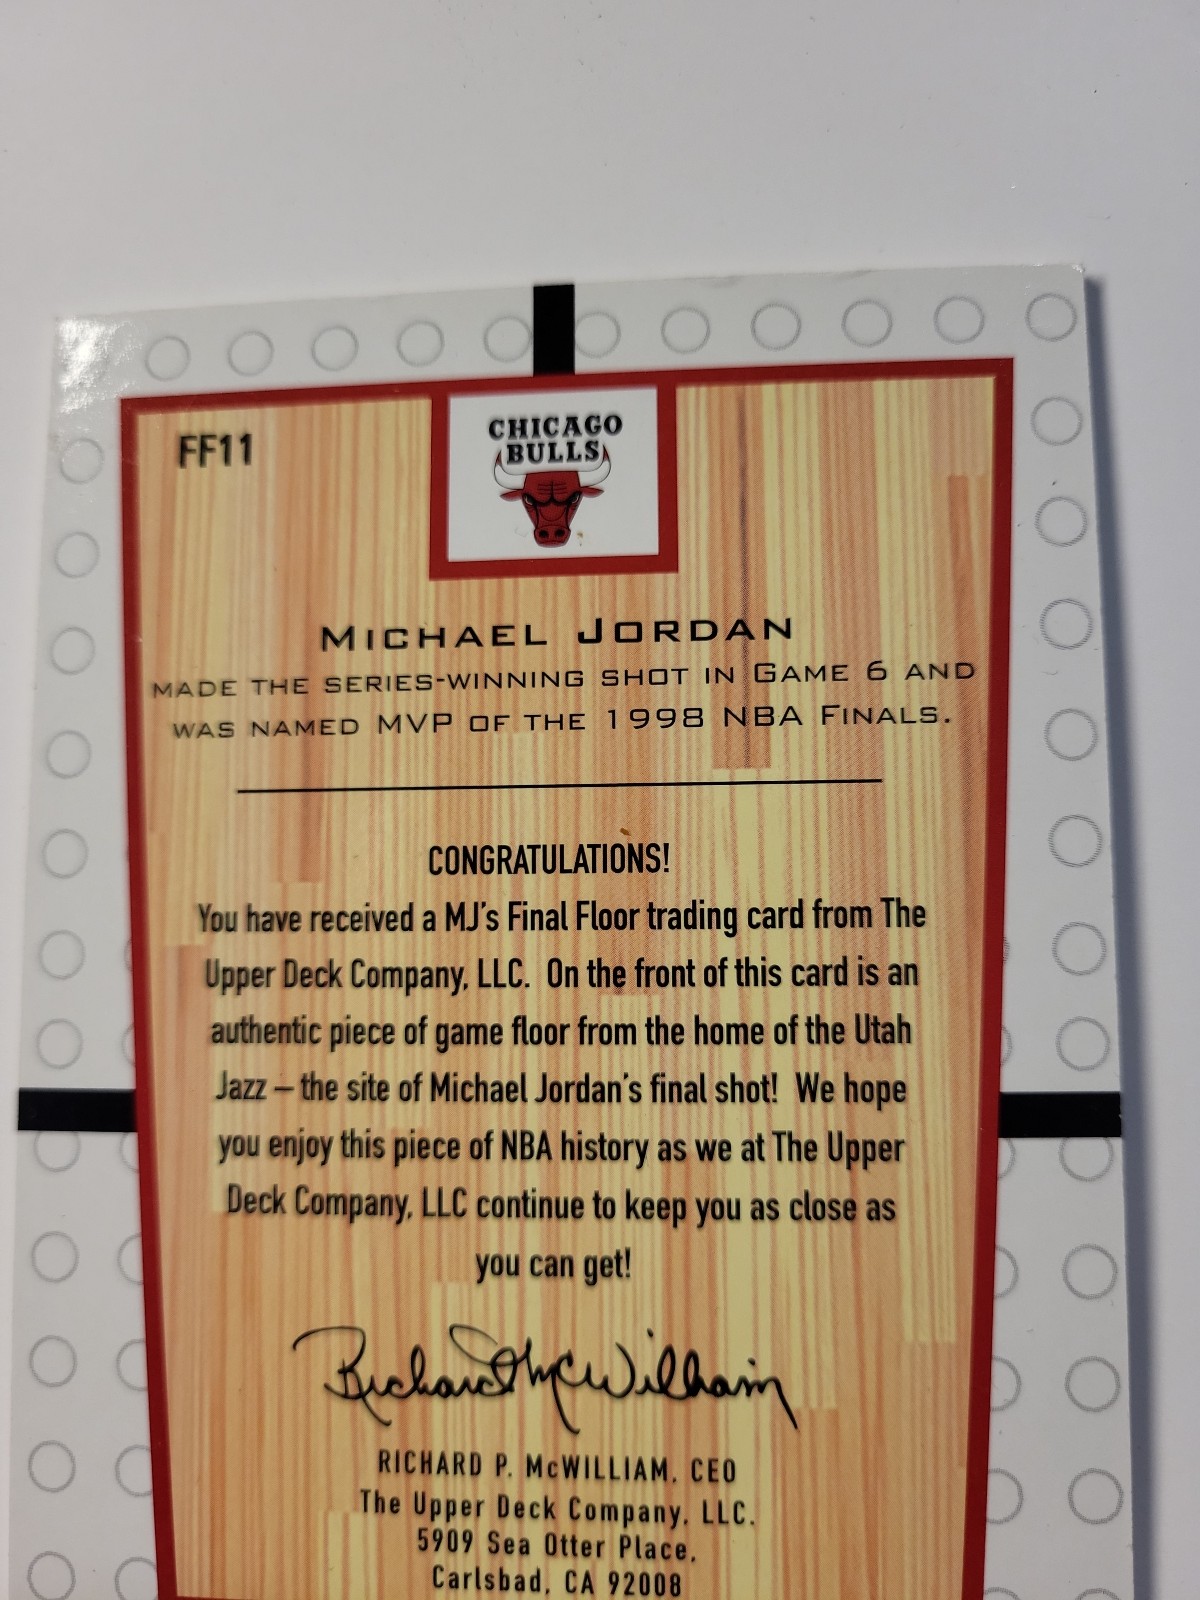 FF11
CHICAGO
BULLS
MICHAEL JORDAN
MADE THE SERIES-WINNING SHOT IN GAME 6 AND
WAS NAMED MVP OF THE 1998 NBA FINALS.
CONGRATULATIONS!
You have received a MJ's Final Floor trading card from The
Upper Deck Company, LLC. On the front of this card is an
authentic piece of game floor from the home of the Utah
Jazz – the site of Michael Jordan's final shot! We hope
you enjoy this piece of NBA history as we at The Upper
Deck Company, LLC continue to keep you as close as
you can get!
Richard P. McWilliam
RICHARD P. McWILLIAM, CEO
The Upper Deck Company, LLC.
5909 Sea Otter Place,
Carlsbad, CA 92008